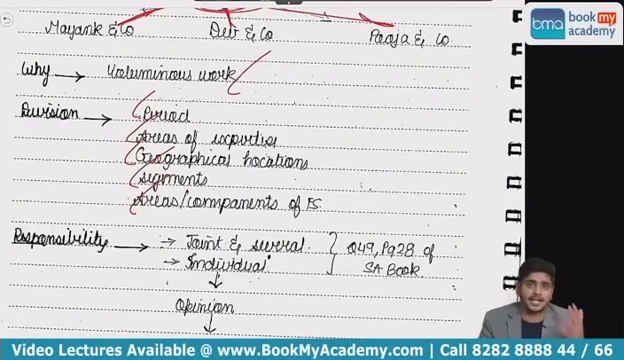 Mayank & Co Dev & Co Pooja & Co
bma book my academy
Why → Voluminous work
Division → Period
Areas of expertise
Geographical Locations
Segments
Areas/components of FS
Responsibility → → Joint & several. Q49, Pg28 of
→ Individual SA Book
Opinion
Video Lectures Available @ www.BookMyAcademy.com | Call 8282 8888 44 / 66